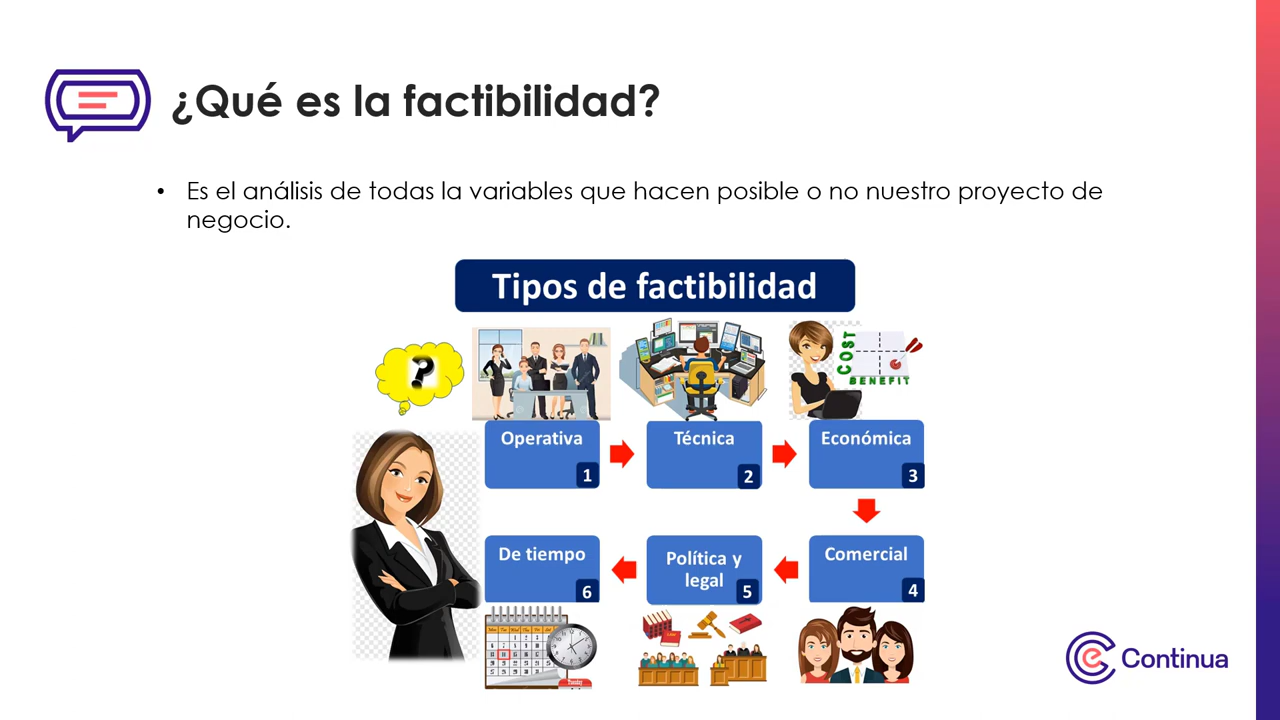 ¿Qué es la factibilidad?
• Es el análisis de todas la variables que hacen posible o no nuestro proyecto de
negocio.
Tipos de factibilidad
?
COST
BENEFIT
Operativa
1
Técnica
2
Económica
3
Comercial
4
Política y
legal
5
De tiempo
6
Tuesday
Continua